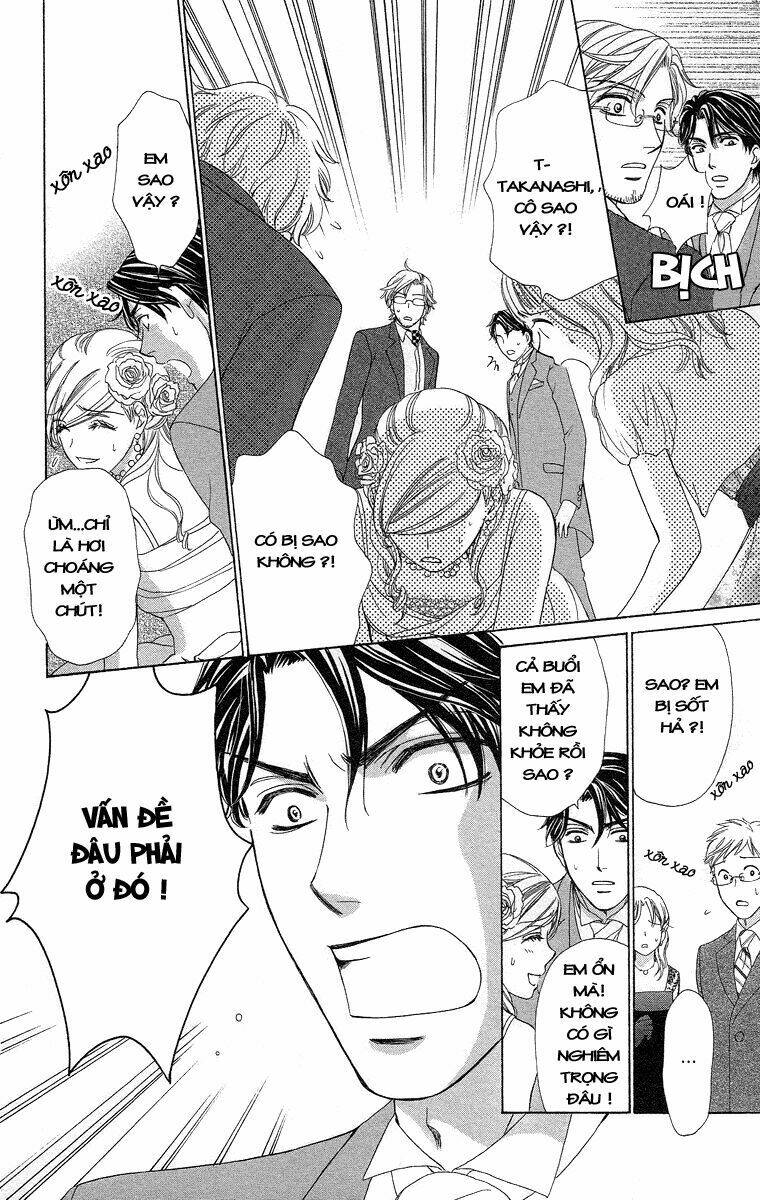 OÁI !
BỊCH
T-
TAKANASHI,
CÔ SAO
VẬY ?!
CÓ BỊ SAO
KHÔNG ?!
XÔN XAO
EM
SAO
VẬY ?
XÔN XAO
ỪM...CHỈ
LÀ HƠI
CHOÁNG
MỘT
CHÚT!
SAO? EM
BỊ SỐT
HẢ ?!
XÔN XAO
XÔN XAO
...
CẢ BUỔI
EM ĐÃ
THẤY
KHÔNG
KHỎE RỒI
SAO ?
EM ỔN
MÀ!
KHÔNG
CÓ GÌ
NGHIÊM
TRỌNG
ĐÂU !
VẤN ĐỀ
ĐÂU PHẢI
Ở ĐÓ !